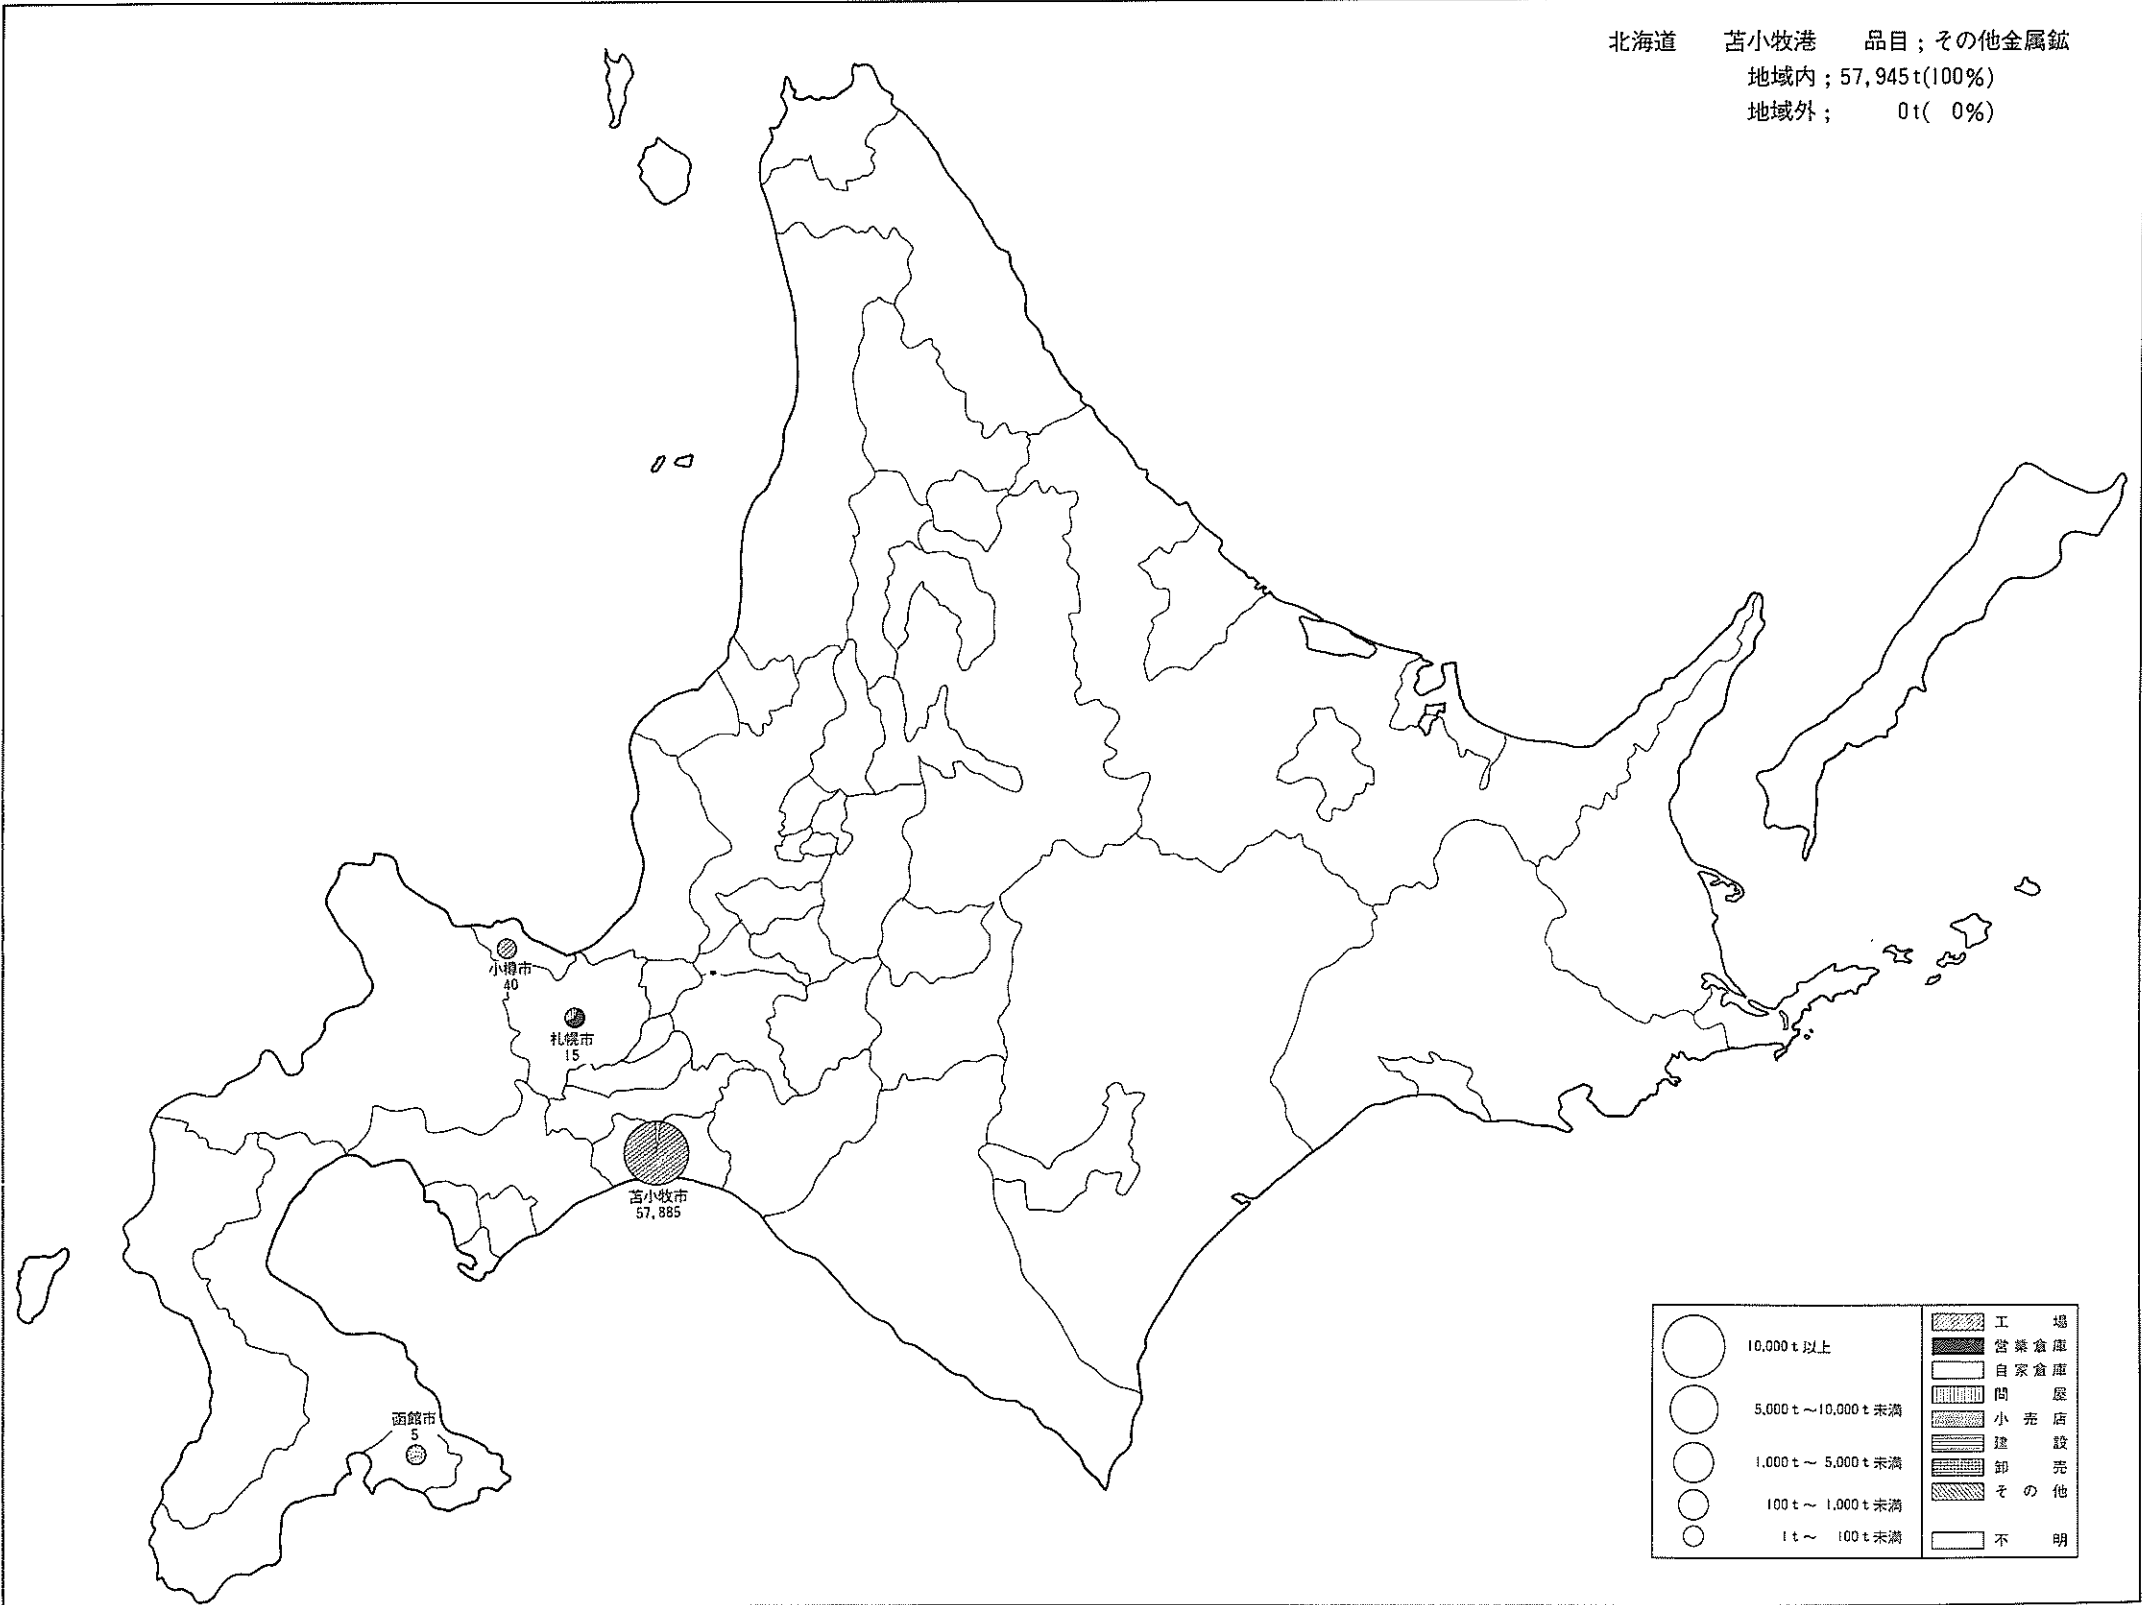 北海道 苫小牧港 品目；その他金属鉱
地域内；57,945t(100%)
地域外； 0t( 0%)
小樽市
40
札幌市
15
苫小牧市
57,885
函館市
5
10,000t以上
5,000t～10,000t未満
1,000t～ 5,000t未満
100t～ 1,000t未満
1t～ 100t未満
工場
営業倉庫
自家倉庫
問屋
小売店
建設
卸売
その他
不明